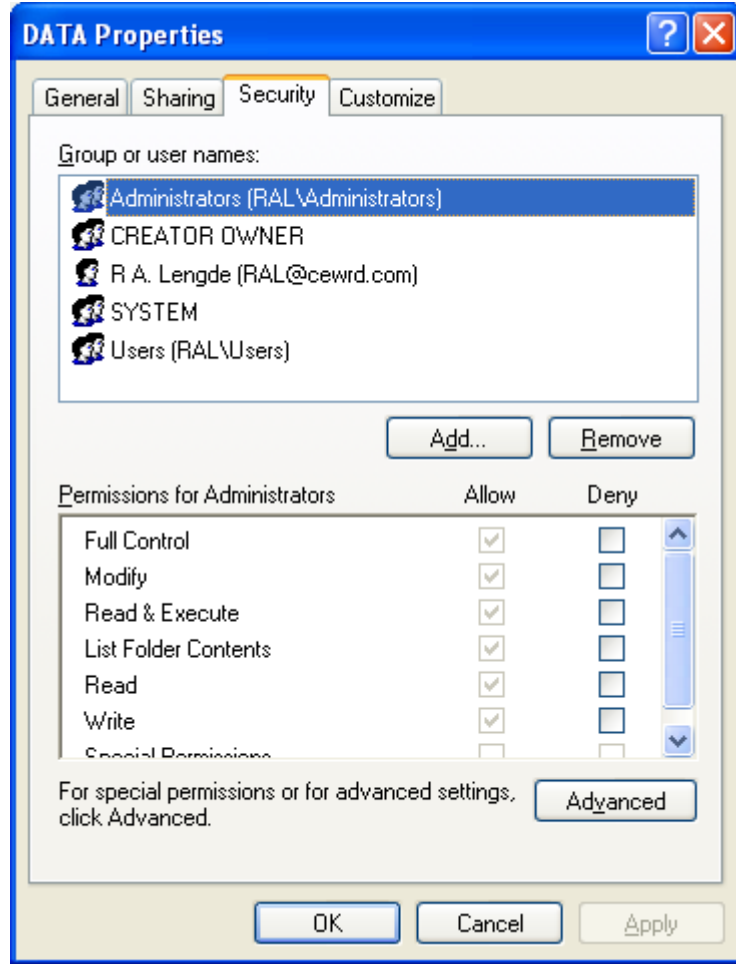 DATA Properties
General Sharing Security Customize
Group or user names:
Administrators (RAL\Administrators)
CREATOR OWNER
R A. Lengde (RAL@cewrd.com)
SYSTEM
Users (RAL\Users)
Add... Remove
Permissions for Administrators Allow Deny
Full Control
Modify
Read & Execute
List Folder Contents
Read
Write
Special Permissions
For special permissions or for advanced settings,
click Advanced.
Advanced
OK Cancel Apply